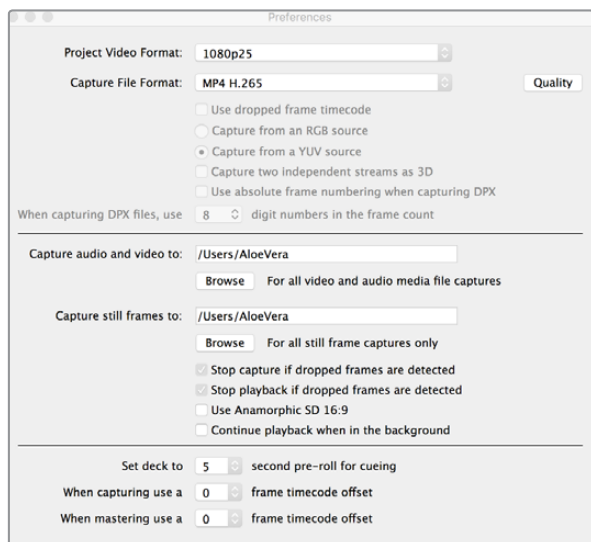 Preferences
Project Video Format: 1080p25
Capture File Format: MP4 H.265 Quality
Use dropped frame timecode
Capture from an RGB source
Capture from a YUV source
Capture two independent streams as 3D
Use absolute frame numbering when capturing DPX
When capturing DPX files, use 8 digit numbers in the frame count
Capture audio and video to: /Users/AloeVera
Browse For all video and audio media file captures
Capture still frames to: /Users/AloeVera
Browse For all still frame captures only
Stop capture if dropped frames are detected
Stop playback if dropped frames are detected
Use Anamorphic SD 16:9
Continue playback when in the background
Set deck to 5 second pre-roll for cueing
When capturing use a 0 frame timecode offset
When mastering use a 0 frame timecode offset